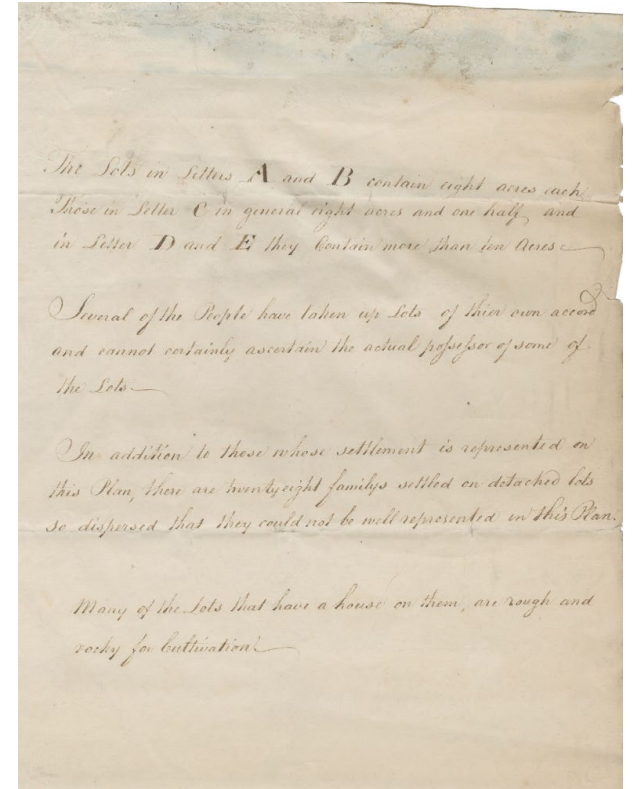 The Lots in Letters A and B contain eight acres each
Those in Letter C in general eight acres and one half, and
in Letter D and E they Contain more than ten Acres—
Several of the People have taken up Lots of thier own accord
and cannot certainly ascertain the actual possessor of some of
the Lots—
In addition to these whose settlement is represented on
this Plan, there are twenty eight familys settled on detached lots
so dispersed that they could not be well represented in this Plan.
Many of the Lots that have a house on them, are rough and
rocky for Cultivation—